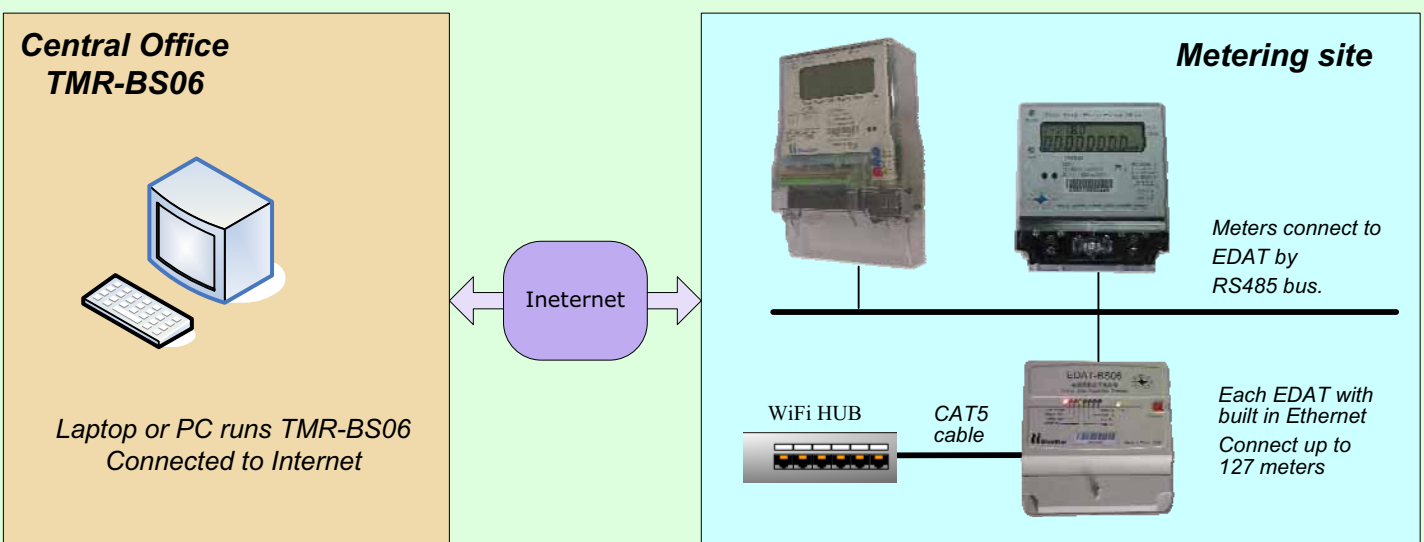 Central Office
TMR-BS06
Laptop or PC runs TMR-BS06
Connected to Internet
Ineternet
Metering site
Meters connect to
EDAT by
RS485 bus.
WiFi HUB
CAT5
cable
EDAT-BS06
Each EDAT with
built in Ethernet
Connect up to
127 meters